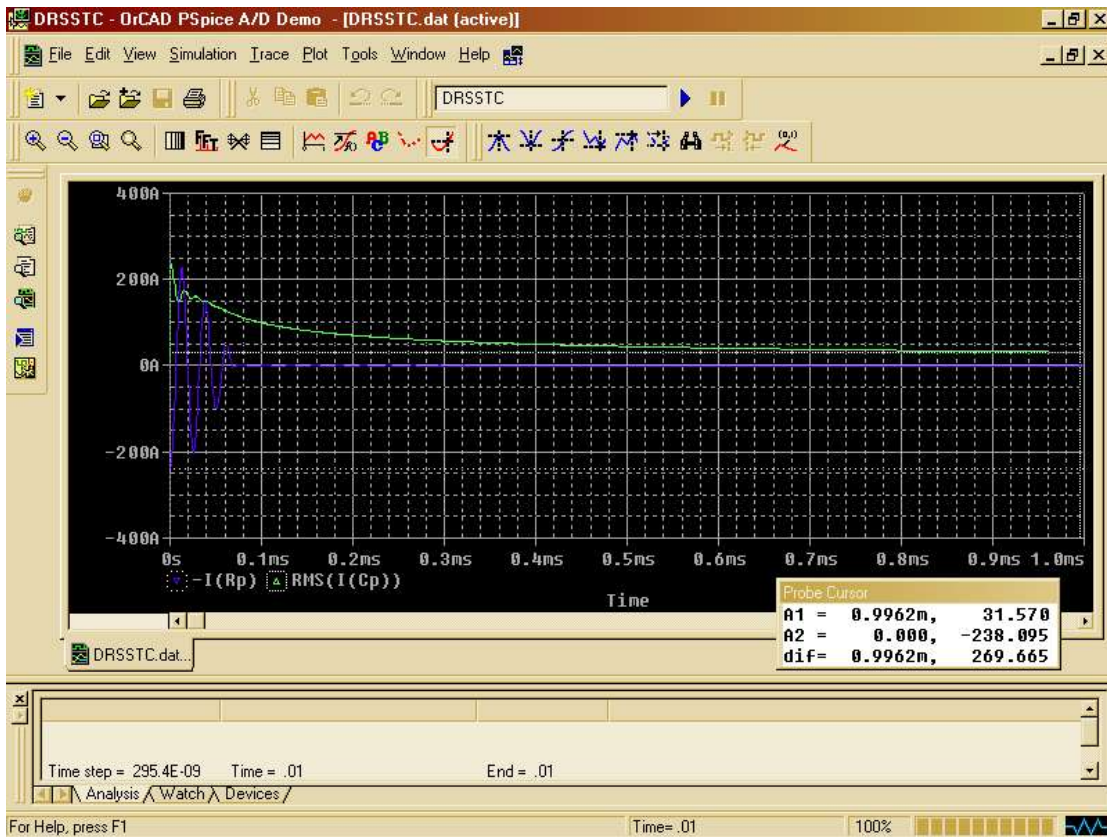 DRSSTC - OrCAD PSpice A/D Demo - [DRSSTC.dat (active)]
File Edit View Simulation Trace Plot Tools Window Help
DRSSTC
FFT
(0,0)
400A
200A
0A
-200A
-400A
0s 0.1ms 0.2ms 0.3ms 0.4ms 0.5ms 0.6ms 0.7ms 0.8ms 0.9ms 1.0ms
-I(Rp) RMS(I(Cp))
Time
Probe Cursor
A1 = 0.9962m, 31.570
A2 = 0.000, -238.095
dif= 0.9962m, 269.665
DRSSTC.dat...
Time step = 295.4E-09 Time = .01 End = .01
Analysis Watch Devices
For Help, press F1 Time= .01 100%